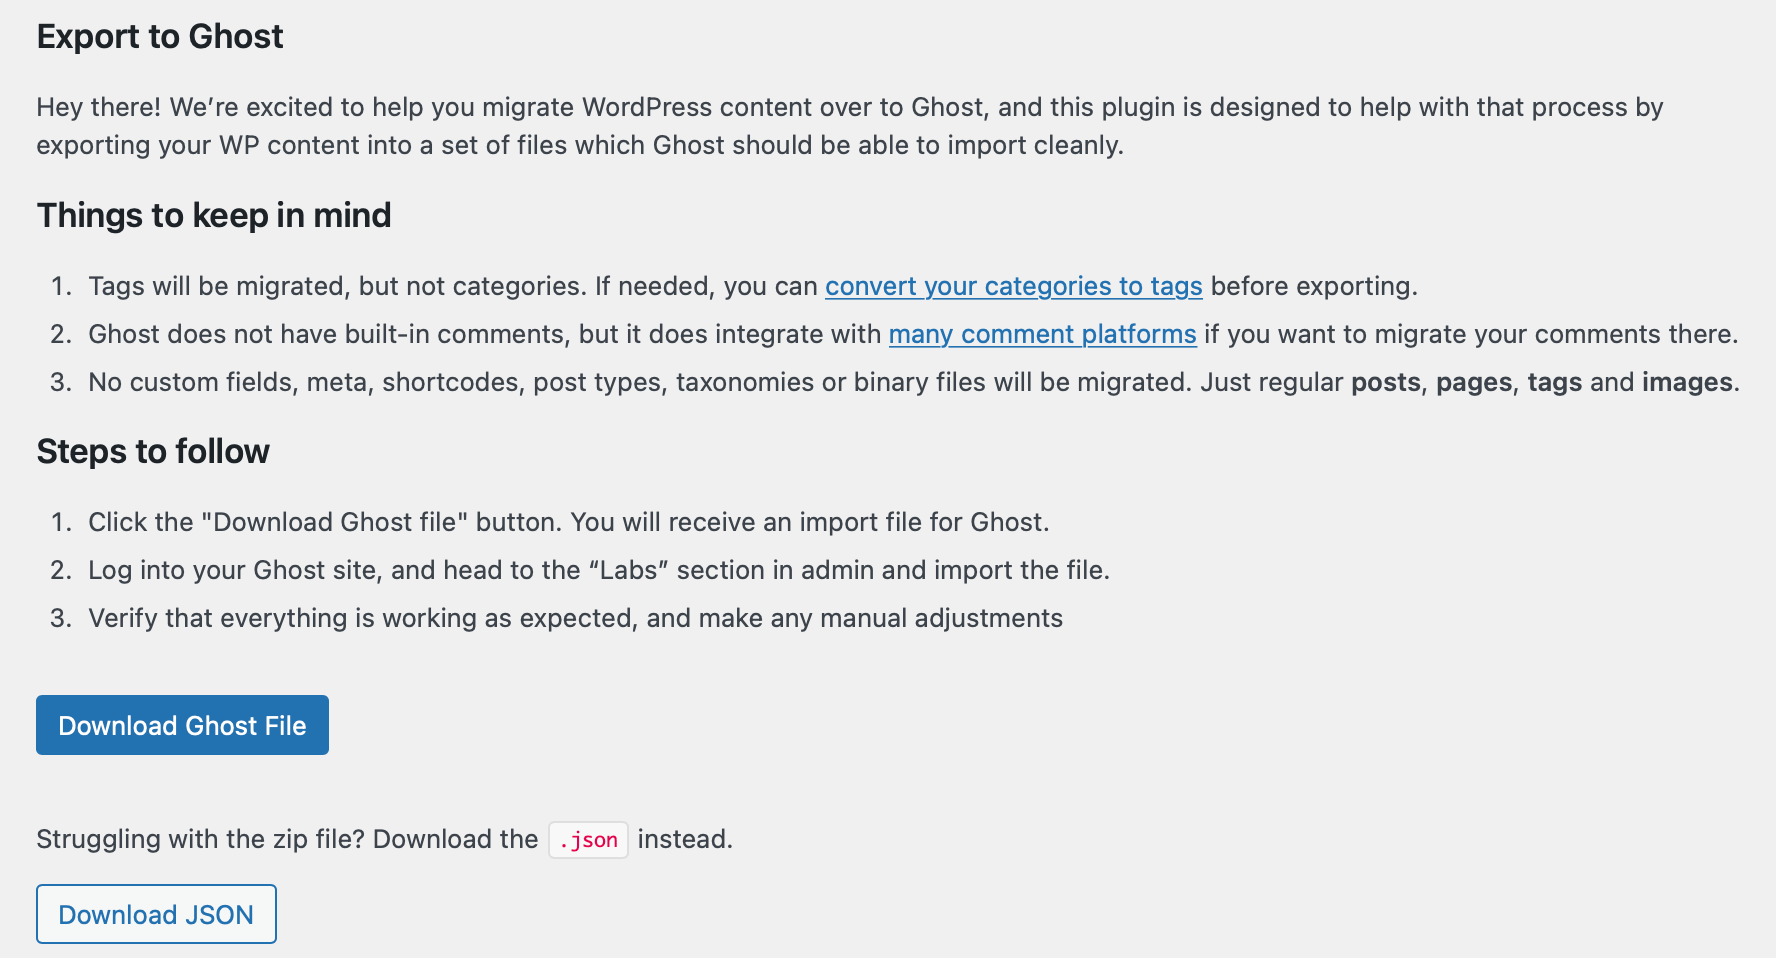 Export to Ghost
Hey there! We’re excited to help you migrate WordPress content over to Ghost, and this plugin is designed to help with that process by
exporting your WP content into a set of files which Ghost should be able to import cleanly.
Things to keep in mind
1. Tags will be migrated, but not categories. If needed, you can convert your categories to tags before exporting.
2. Ghost does not have built-in comments, but it does integrate with many comment platforms if you want to migrate your comments there.
3. No custom fields, meta, shortcodes, post types, taxonomies or binary files will be migrated. Just regular posts, pages, tags and images.
Steps to follow
1. Click the "Download Ghost file" button. You will receive an import file for Ghost.
2. Log into your Ghost site, and head to the “Labs” section in admin and import the file.
3. Verify that everything is working as expected, and make any manual adjustments
Download Ghost File
Struggling with the zip file? Download the .json instead.
Download JSON